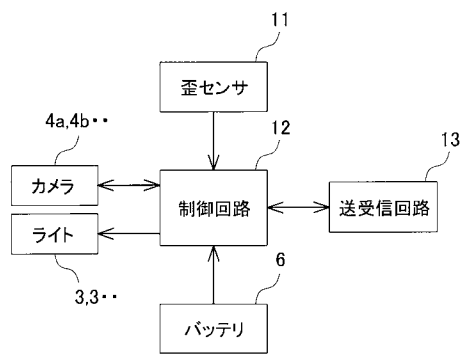 11
歪センサ
4a,4b・・
12
13
カメラ
制御回路
送受信回路
ライト
3,3・・
6
バッテリ